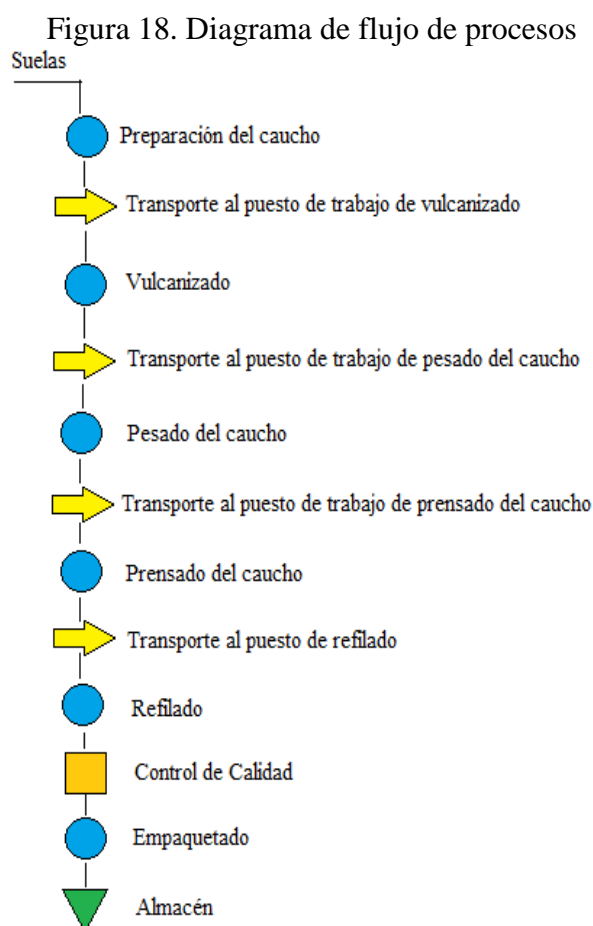 Figura 18. Diagrama de flujo de procesos
Suelas
Preparación del caucho
Transporte al puesto de trabajo de vulcanizado
Vulcanizado
Transporte al puesto de trabajo de pesado del caucho
Pesado del caucho
Transporte al puesto de trabajo de prensado del caucho
Prensado del caucho
Transporte al puesto de refilado
Refilado
Control de Calidad
Empaquetado
Almacén